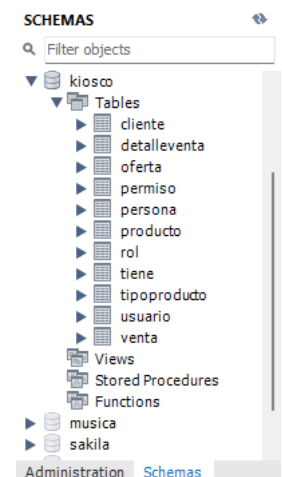 SCHEMAS
Filter objects
kiosco
Tables
cliente
detalleventa
oferta
permiso
persona
producto
rol
tiene
tipoproducto
usuario
venta
Views
Stored Procedures
Functions
musica
sakila
Administration Schemas